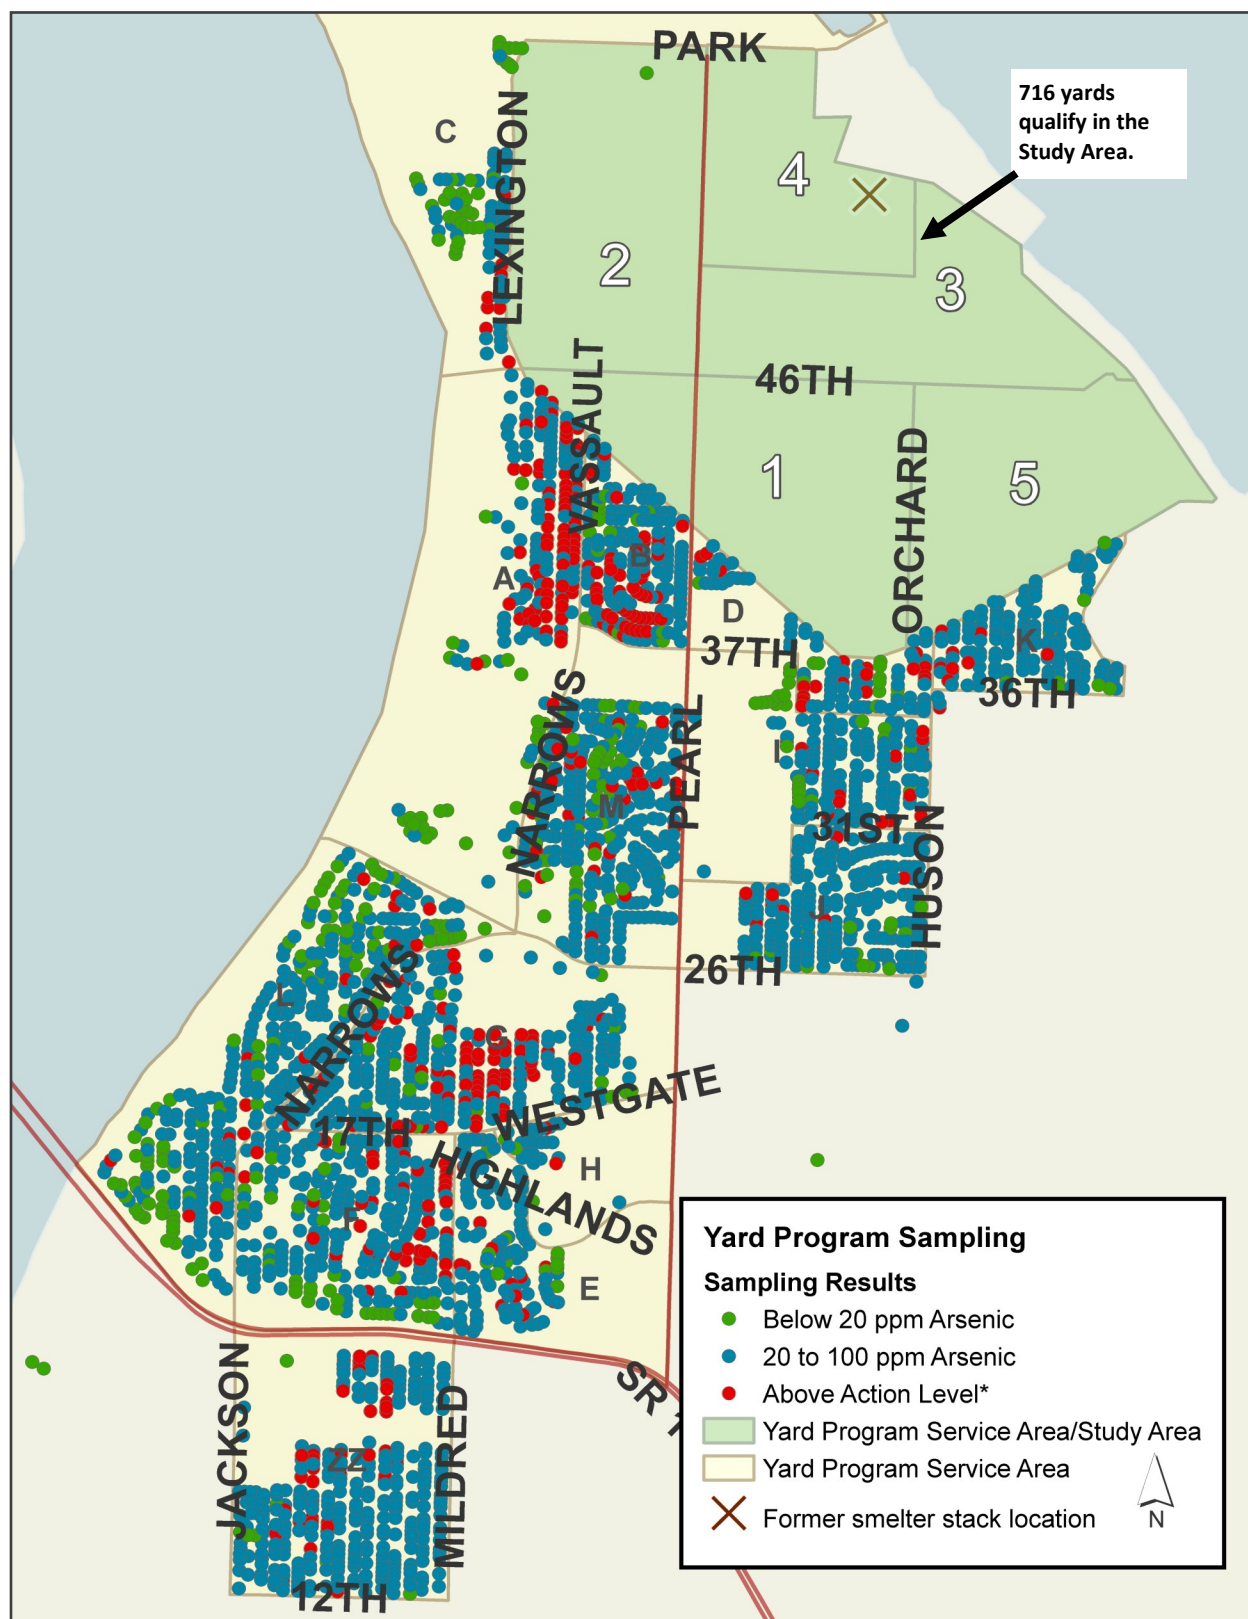 PARK
716 yards
qualify in the
Study Area.
C
LEXINGTON
4
2
3
VASSAULT
46TH
ORCHARD
1
5
B
A
D
37TH
K
36TH
NARROWS
PEARL
I
M
31ST
HUSON
J
26TH
L
NARROWS
G
WESTGATE
17TH
HIGHLANDS
H
F
E
SR
JACKSON
MILDRED
ZZ
12TH
Yard Program Sampling
Sampling Results
Below 20 ppm Arsenic
20 to 100 ppm Arsenic
Above Action Level*
Yard Program Service Area/Study Area
Yard Program Service Area
Former smelter stack location
N